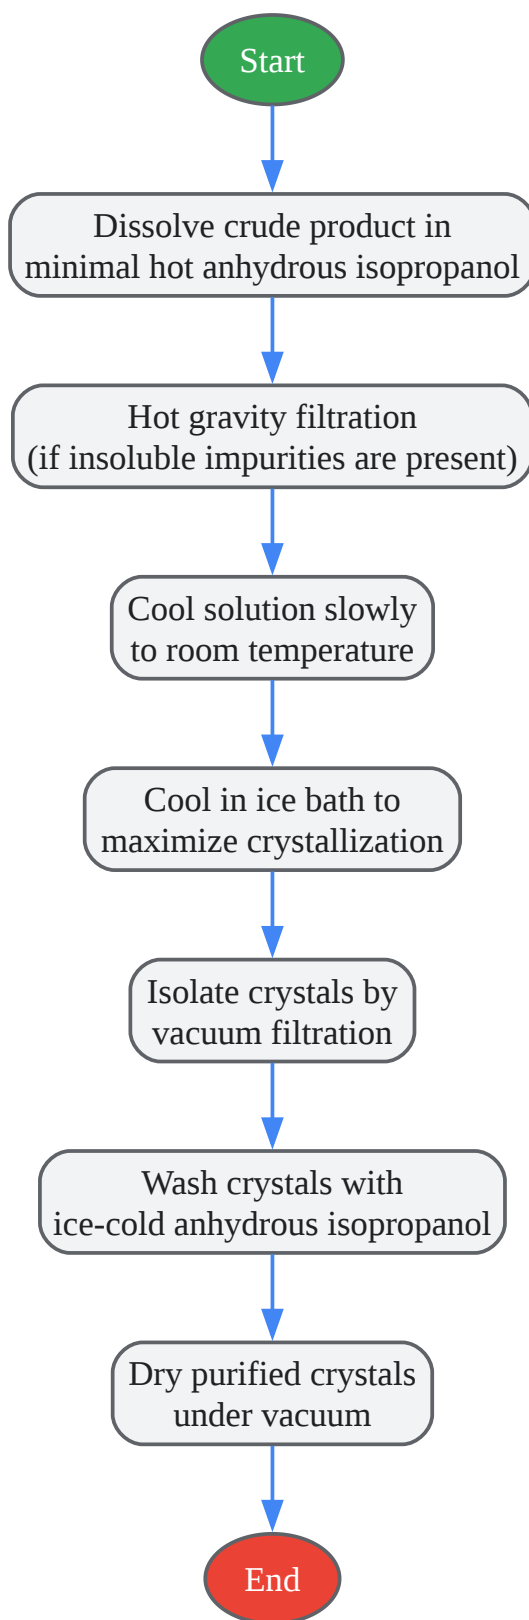 Start
Dissolve crude product in
minimal hot anhydrous isopropanol
Hot gravity filtration
(if insoluble impurities are present)
Cool solution slowly
to room temperature
Cool in ice bath to
maximize crystallization
Isolate crystals by
vacuum filtration
Wash crystals with
ice-cold anhydrous isopropanol
Dry purified crystals
under vacuum
End